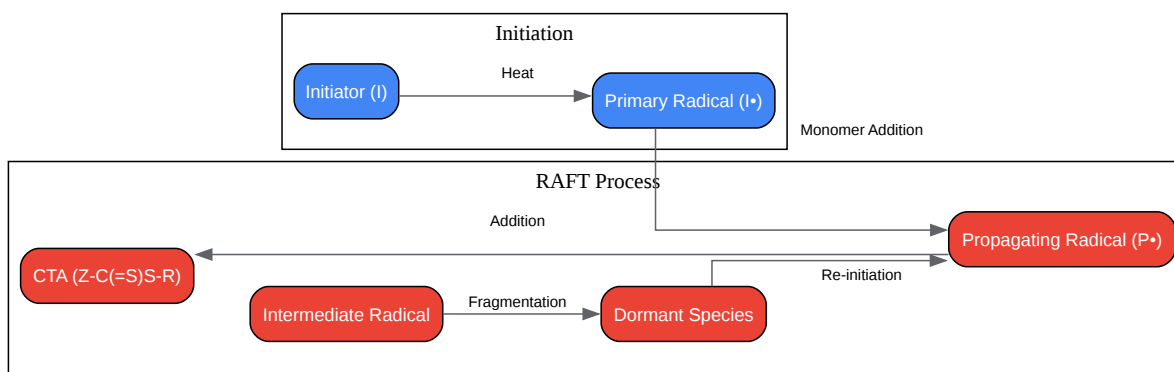 Initiation
Heat
Initiator (I)
Primary Radical (I•)
Monomer Addition
RAFT Process
Addition
Propagating Radical (P•)
CTA (Z-C(=S)S-R)
Re-initiation
Fragmentation
Intermediate Radical
Dormant Species